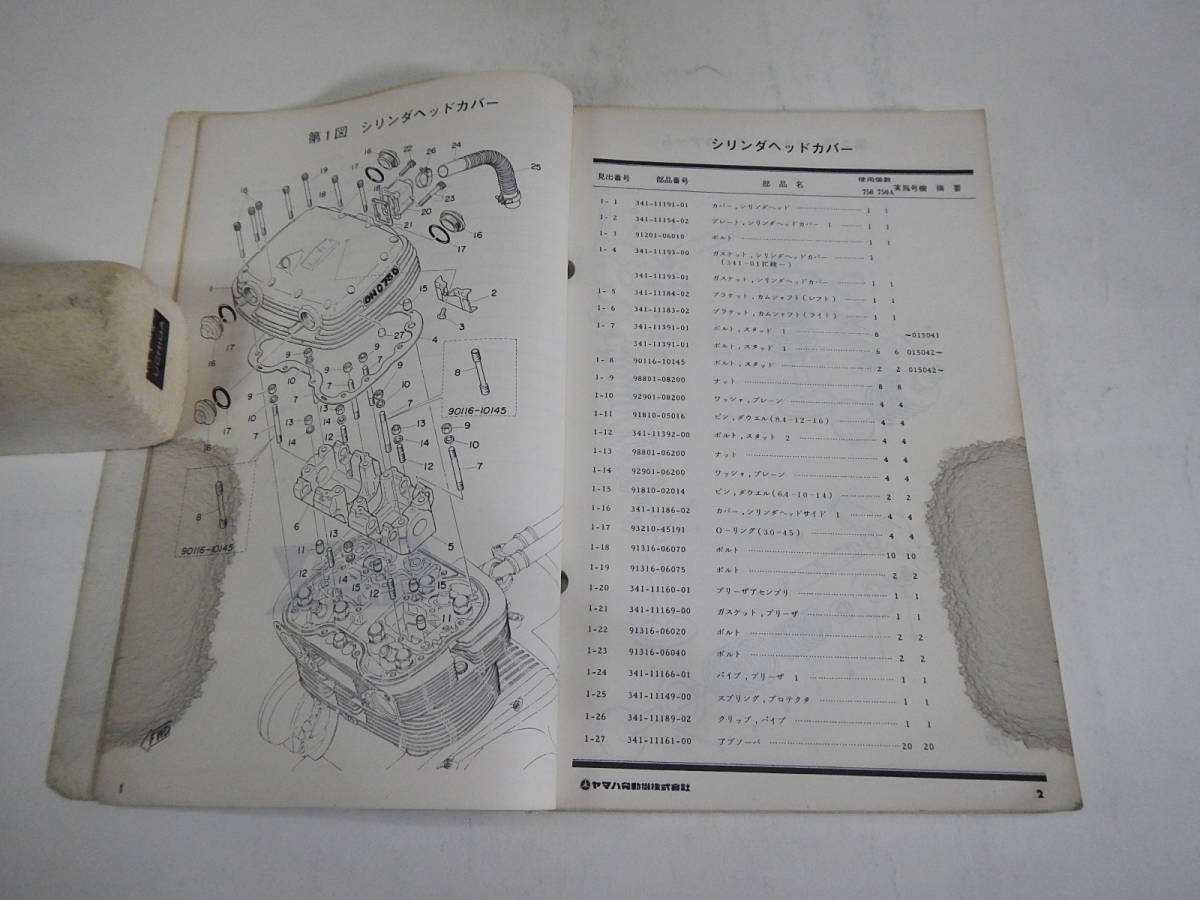 第1図 シリンダヘッドカバー
OHC750
90116-10145
90116-10145
FWD
1
シリンダヘッドカバー
見出番号 部品番号 部品名 使用個数 750 750A 実施号機 摘要
1- 1 341-11191-01 カバー,シリンダヘッド 1 1
1- 2 341-11154-02 プレート,シリンダヘッドカバー 1 1 1
1- 3 91201-06010 ボルト 1 1
1- 4 341-11193-00 ガスケット,シリンダヘッドカバー 1
(341-01に統一)
341-11193-01 ガスケット,シリンダヘッドカバー 1 1
1- 5 341-11184-02 ブラケット,カムシャフト(レフト) 1 1
1- 6 341-11183-02 ブラケット,カムシャフト(ライト) 1 1
1- 7 341-11391-01 ボルト,スタッド 1 8 ~015041
341-11391-01 ボルト,スタッド 1 6 6 015042~
1- 8 90116-10145 ボルト,スタッド 2 2 015042~
1- 9 98801-08200 ナット 8 8
1-10 92901-08200 ワッシャ,プレーン 4 4
1-11 91810-05016 ピン,ダウエル(8.4-12-16) 4 4
1-12 341-11392-00 ボルト,スタッド 2 4 4
1-13 98801-06200 ナット 4 4
1-14 92901-06200 ワッシャ,プレーン 4 4
1-15 91810-02014 ピン,ダウエル(6.4-10-14) 2 2
1-16 341-11186-02 カバー,シリンダヘッドサイド 1 4 4
1-17 93210-45191 O-リング(3.0-45) 4 4
1-18 91316-06070 ボルト 10 10
1-19 91316-06075 ボルト 2 2
1-20 341-11160-01 ブリーザアセンブリ 1 1
1-21 341-11169-00 ガスケット,ブリーザ 1 1
1-22 91316-06020 ボルト 2 2
1-23 91316-06040 ボルト 2 2
1-24 341-11166-01 パイプ,ブリーザ 1 1 1
1-25 341-11149-00 スプリング,プロテクタ 1 1
1-26 341-11189-02 クリップ,パイプ 1 1
1-27 341-11161-00 アブソーバ 20 20
ヤマハ発動機株式会社
2